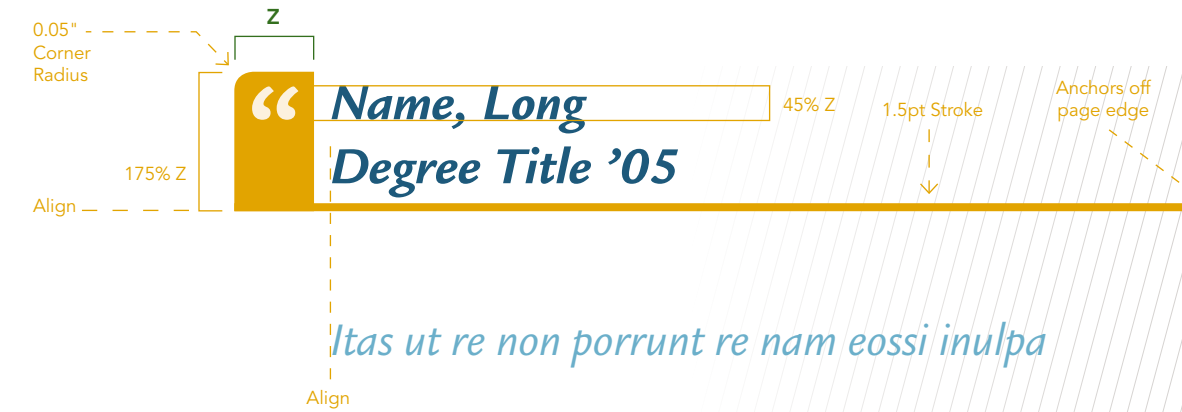 Z
0.05"
Corner
Radius
“
Name, Long
45% Z
1.5pt Stroke
Anchors off
page edge
Degree Title ’05
175% Z
Align
Itas ut re non porrunt re nam eossi inulpa
Align